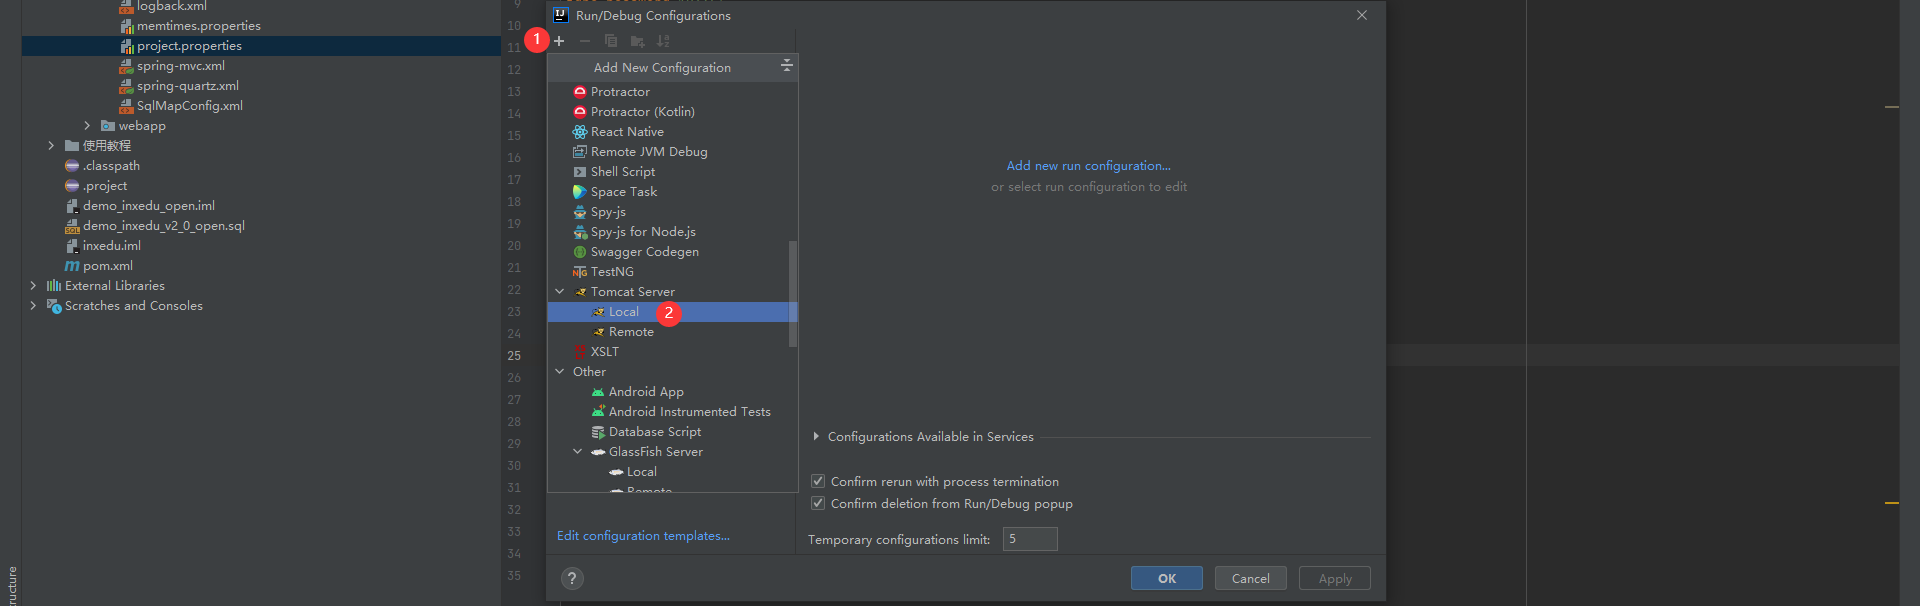 logback.xml
memtimes.properties
project.properties
spring-mvc.xml
spring-quartz.xml
SqlMapConfig.xml
webapp
使用教程
.classpath
.project
demo_inxedu_open.iml
demo_inxedu_v2_0_open.sql
inxedu.iml
pom.xml
External Libraries
Scratches and Consoles
ructure
9
10
11
12
13
14
15
16
17
18
19
20
21
22
23
24
25
26
27
28
29
30
31
32
33
34
35
Run/Debug Configurations
1
Add New Configuration
Protractor
Protractor (Kotlin)
React Native
Remote JVM Debug
Shell Script
Space Task
Spy-js
Spy-js for Node.js
Swagger Codegen
TestNG
Tomcat Server
Local 2
Remote
XSLT
Other
Android App
Android Instrumented Tests
Database Script
GlassFish Server
Local
Remote
Edit configuration templates...
Add new run configuration...
or select run configuration to edit
Configurations Available in Services
Confirm rerun with process termination
Confirm deletion from Run/Debug popup
Temporary configurations limit: 5
?
OK Cancel Apply